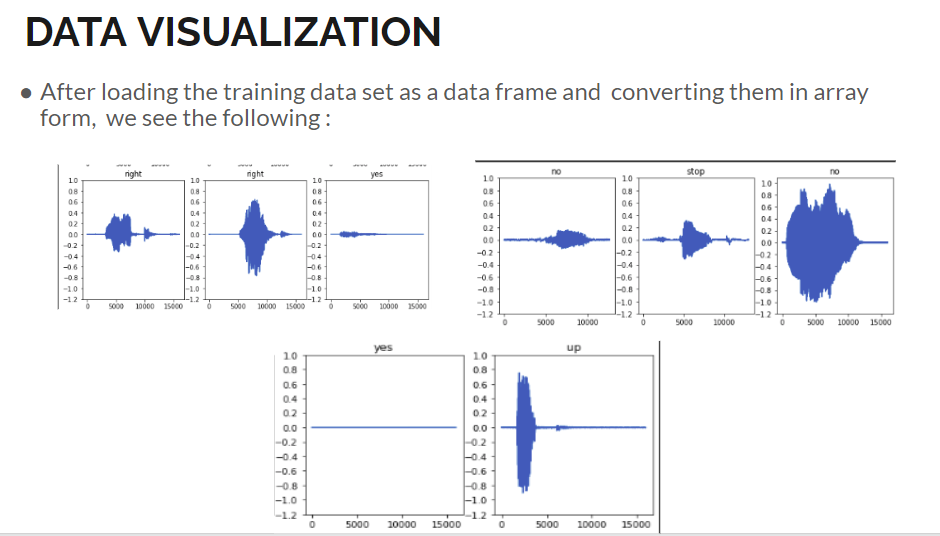 DATA VISUALIZATION
● After loading the training data set as a data frame and converting them in array
form, we see the following :
right right yes
1.0 1.0 1.0
0.8 0.8 0.8
0.6 0.6 0.6
0.4 0.4 0.4
0.2 0.2 0.2
0.0 0.0 0.0
−0.2 −0.2 −0.2
−0.4 −0.4 −0.4
−0.6 −0.6 −0.6
−0.8 −0.8 −0.8
−1.0 −1.0 −1.0
−1.2 −1.2 −1.2
0 5000 10000 15000 0 5000 10000 15000 0 5000 10000 15000
no stop no
1.0 1.0 1.0
0.8 0.8 0.8
0.6 0.6 0.6
0.4 0.4 0.4
0.2 0.2 0.2
0.0 0.0 0.0
−0.2 −0.2 −0.2
−0.4 −0.4 −0.4
−0.6 −0.6 −0.6
−0.8 −0.8 −0.8
−1.0 −1.0 −1.0
−1.2 −1.2 −1.2
0 5000 10000 0 5000 10000 0 5000 10000 15000
yes up
1.0 1.0
0.8 0.8
0.6 0.6
0.4 0.4
0.2 0.2
0.0 0.0
−0.2 −0.2
−0.4 −0.4
−0.6 −0.6
−0.8 −0.8
−1.0 −1.0
−1.2 −1.2
0 5000 10000 15000 0 5000 10000 15000